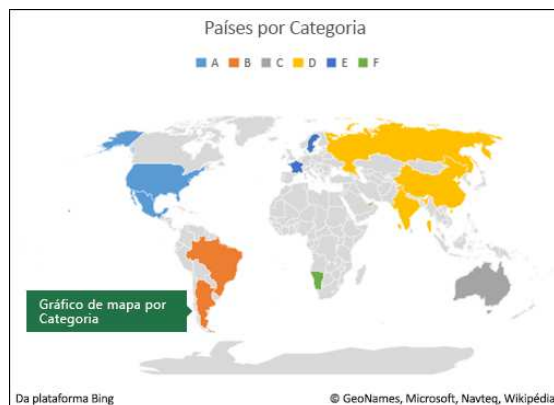 Países por Categoria
A B C D E F
Gráfico de mapa por
Categoria
Da plataforma Bing
© GeoNames, Microsoft, Navteq, Wikipédia